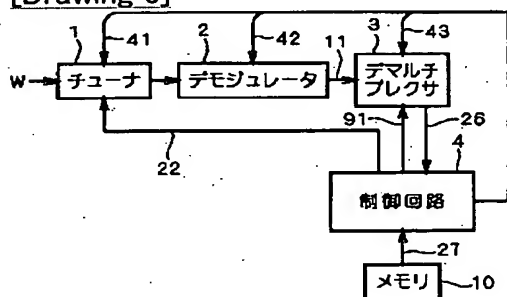 [Drawing 6]
1 41 2 42 3 43
W チューナ デモジュレータ 11 デマルチ
プレクサ
22 91 26
4
制御回路
27
メモリ 10